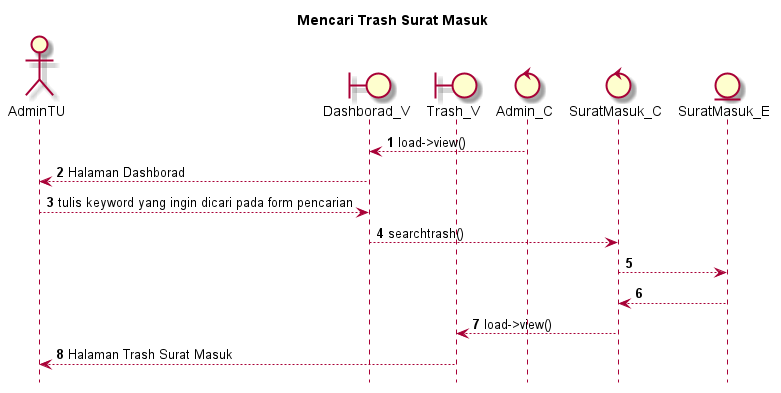 Mencari Trash Surat Masuk
AdminTU
Dashborad_V
Trash_V
Admin_C
SuratMasuk_C
SuratMasuk_E
1 load->view()
2 Halaman Dashborad
3 tulis keyword yang ingin dicari pada form pencarian
4 searchtrash()
5
6
7 load->view()
8 Halaman Trash Surat Masuk